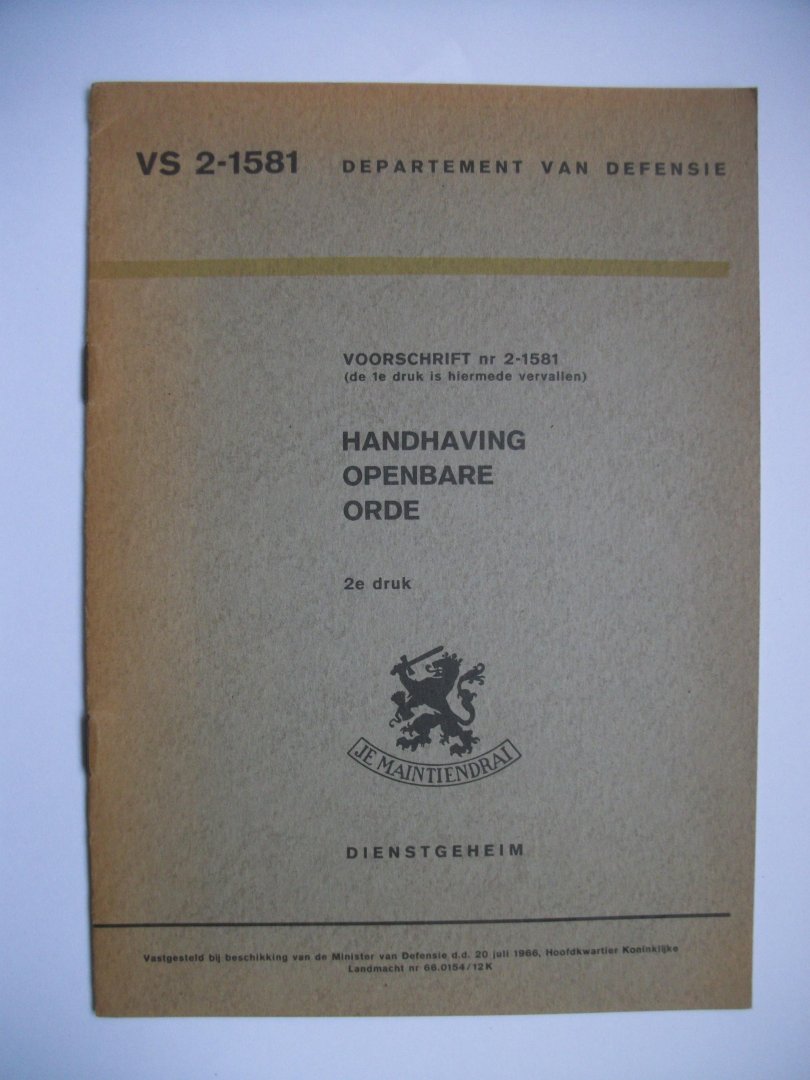 VS 2-1581 DEPARTEMENT VAN DEFENSIE
VOORSCHRIFT nr 2-1581
(de 1e druk is hiermede vervallen)
HANDHAVING
OPENBARE
ORDE
2e druk
JE MAINTIENDRAI
DIENSTGEHEIM
Vastgesteld bij beschikking van de Minister van Defensie d.d. 20 juli 1966, Hoofdkwartier Koninklijke
Landmacht nr 66.0154/12K